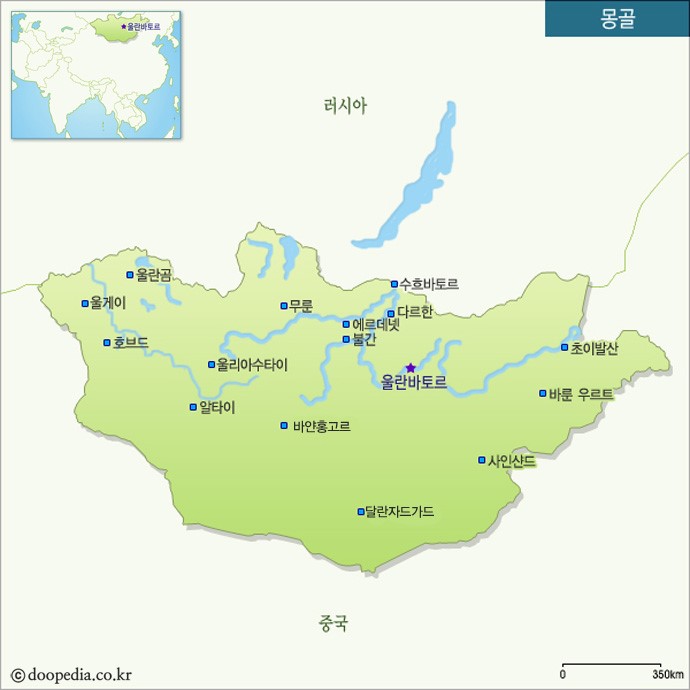 몽골
울란바토르
러시아
울란곰
수흐바토르
울게이
무룽
다르한
에르데넷
호브드
불간
초이발산
울리아수타이
울란바토르
바룬 우르트
알타이
바얀홍고르
사인샨드
달란자드가드
중국
ⓒdoopedia.co.kr
0
350km